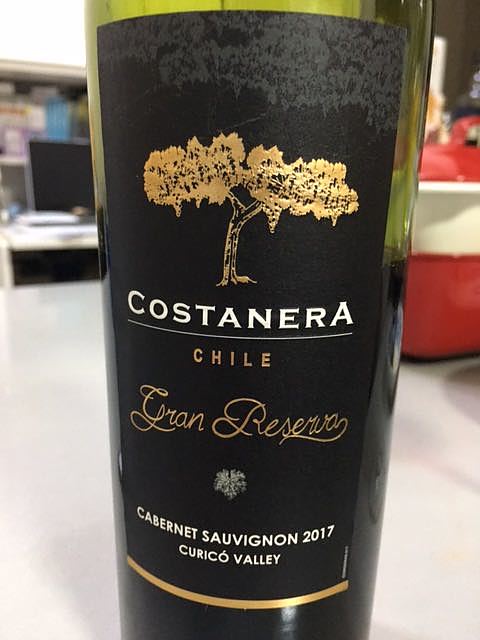 COSTANERA
CHILE
Gran Reserva
CABERNET SAUVIGNON 2017
CURICÓ VALLEY